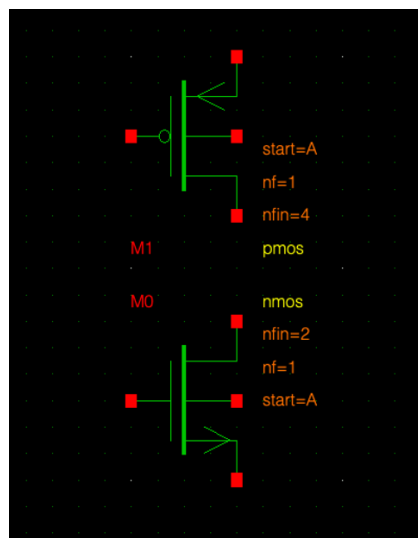 start=A
nf=1
nfin=4
M1 pmos
M0 nmos
nfin=2
nf=1
start=A